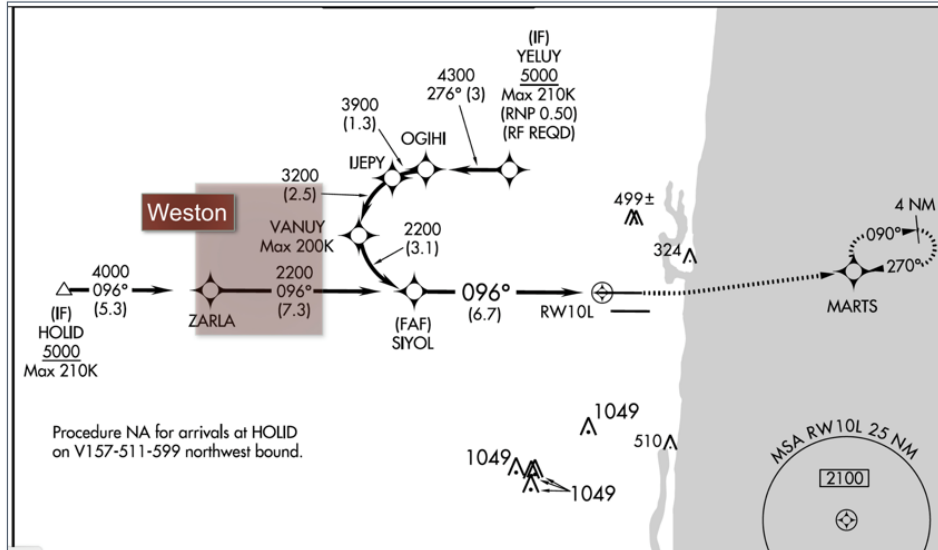 (IF)
YELUY
5000
Max 210K
(RNP 0.50)
(RF REQD)
4300
276° (3)
3900
(1.3)
OGIHI
IJEPY
3200
(2.5)
Weston
VANUY
Max 200K
2200
(3.1)
499±
324
4 NM
090°
270°
MARTS
4000
096°
(5.3)
2200
096°
(7.3)
096°
(6.7)
RW10L
ZARLA
(IF)
HOLID
5000
Max 210K
(FAF)
SIYOL
Procedure NA for arrivals at HOLID
on V157-511-599 northwest bound.
1049
510
1049
1049
MSA RW10L 25 NM
2100